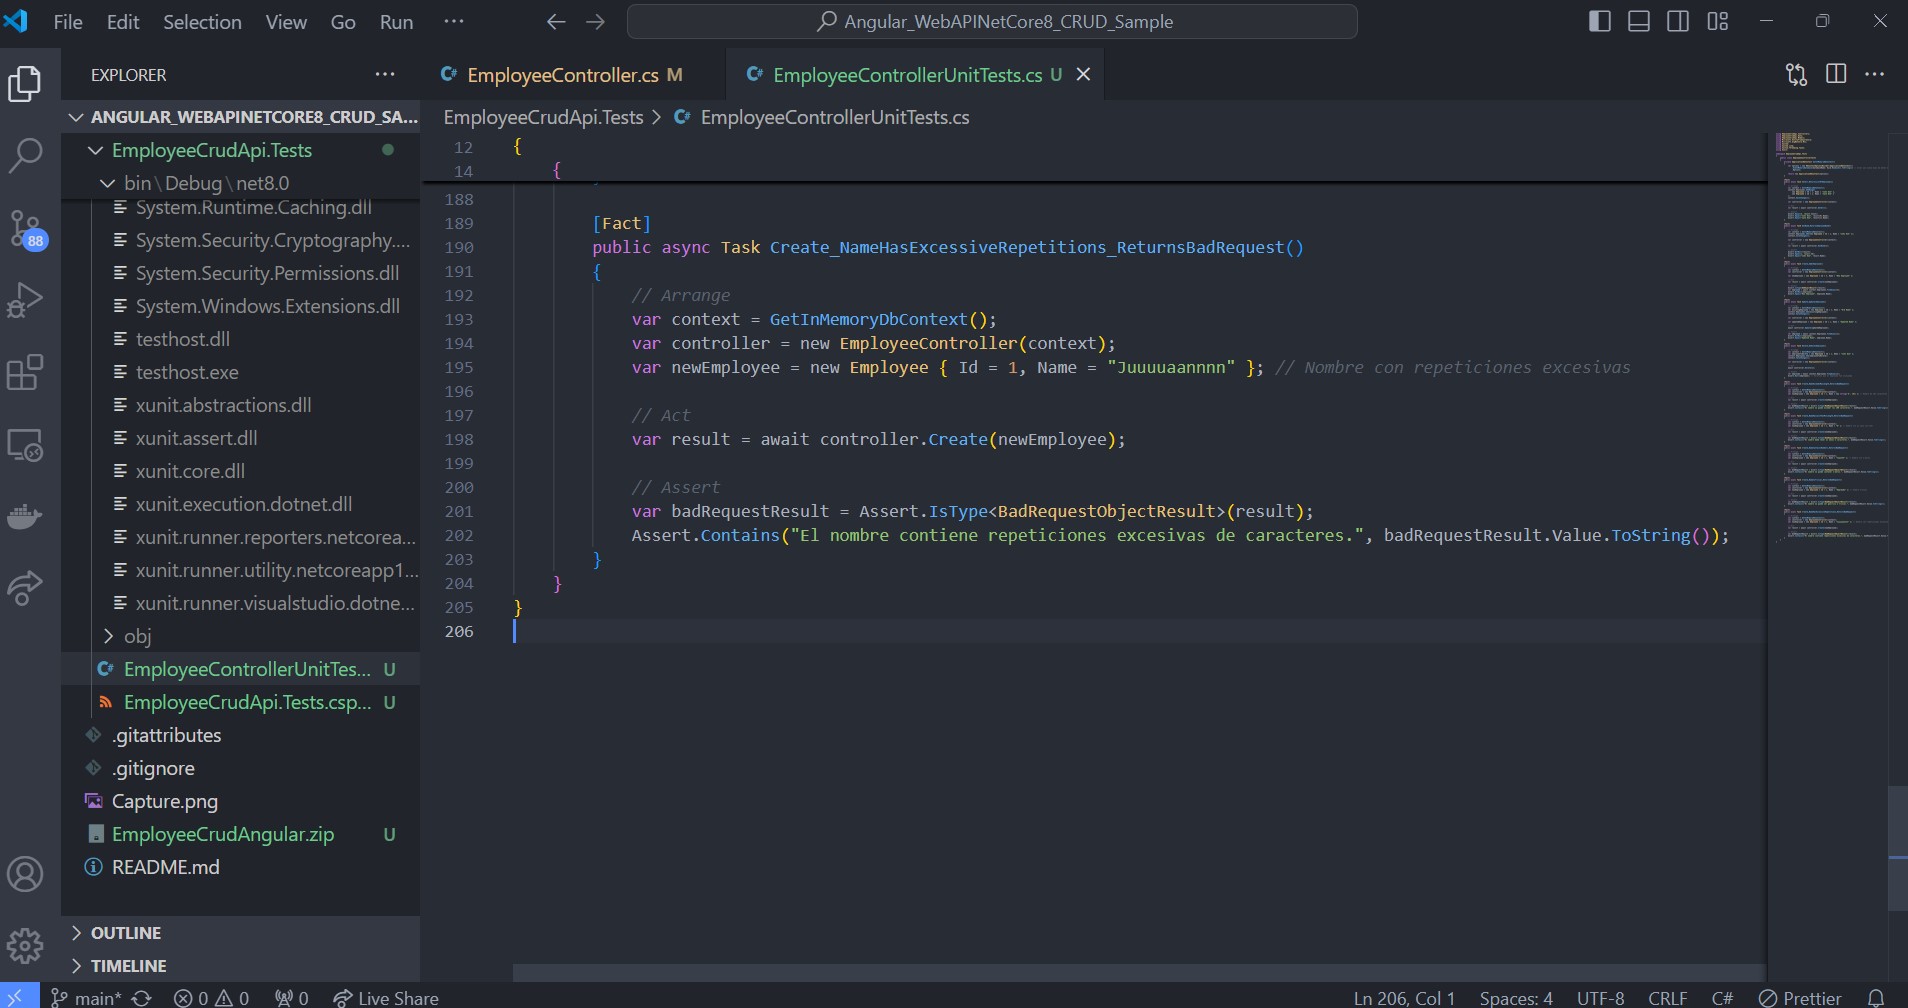 File Edit Selection View Go Run ··· Angular_WebAPINetCore8_CRUD_Sample
EXPLORER ···
EmployeeController.cs M
EmployeeControllerUnitTests.cs U
ANGULAR_WEBAPINETCORE8_CRUD_SA...
EmployeeCrudApi.Tests
bin\Debug\net8.0
System.Runtime.Caching.dll
System.Security.Cryptography....
System.Security.Permissions.dll
System.Windows.Extensions.dll
testhost.dll
testhost.exe
xunit.abstractions.dll
xunit.assert.dll
xunit.core.dll
xunit.execution.dotnet.dll
xunit.runner.reporters.netcorea...
xunit.runner.utility.netcoreapp1...
xunit.runner.visualstudio.dotne...
obj
EmployeeControllerUnitTes... U
EmployeeCrudApi.Tests.csp... U
.gitattributes
.gitignore
Capture.png
EmployeeCrudAngular.zip U
README.md
OUTLINE
TIMELINE
88
EmployeeCrudApi.Tests > EmployeeControllerUnitTests.cs
12 {
14 {
188
189 [Fact]
190 public async Task Create_NameHasExcessiveRepetitions_ReturnsBadRequest()
191 {
192 // Arrange
193 var context = GetInMemoryDbContext();
194 var controller = new EmployeeController(context);
195 var newEmployee = new Employee { Id = 1, Name = "Juuuuaannnn" }; // Nombre con repeticiones excesivas
196
197 // Act
198 var result = await controller.Create(newEmployee);
199
200 // Assert
201 var badRequestResult = Assert.IsType<BadRequestObjectResult>(result);
202 Assert.Contains("El nombre contiene repeticiones excesivas de caracteres.", badRequestResult.Value.ToString());
203 }
204 }
205 }
206
main* 0 0 0 Live Share Ln 206, Col 1 Spaces: 4 UTF-8 CRLF C# Prettier